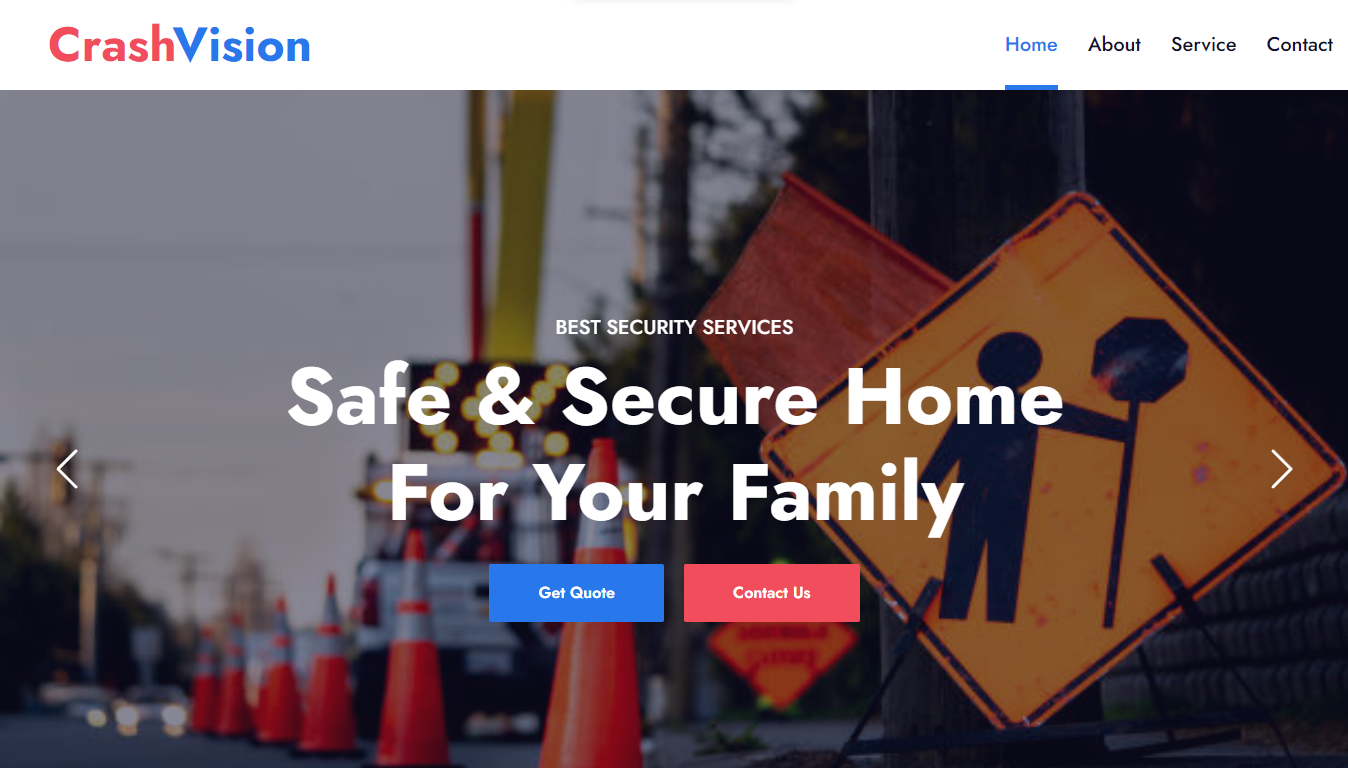 CrashVision
Home About Service Contact
BEST SECURITY SERVICES
Safe & Secure Home
For Your Family
Get Quote Contact Us